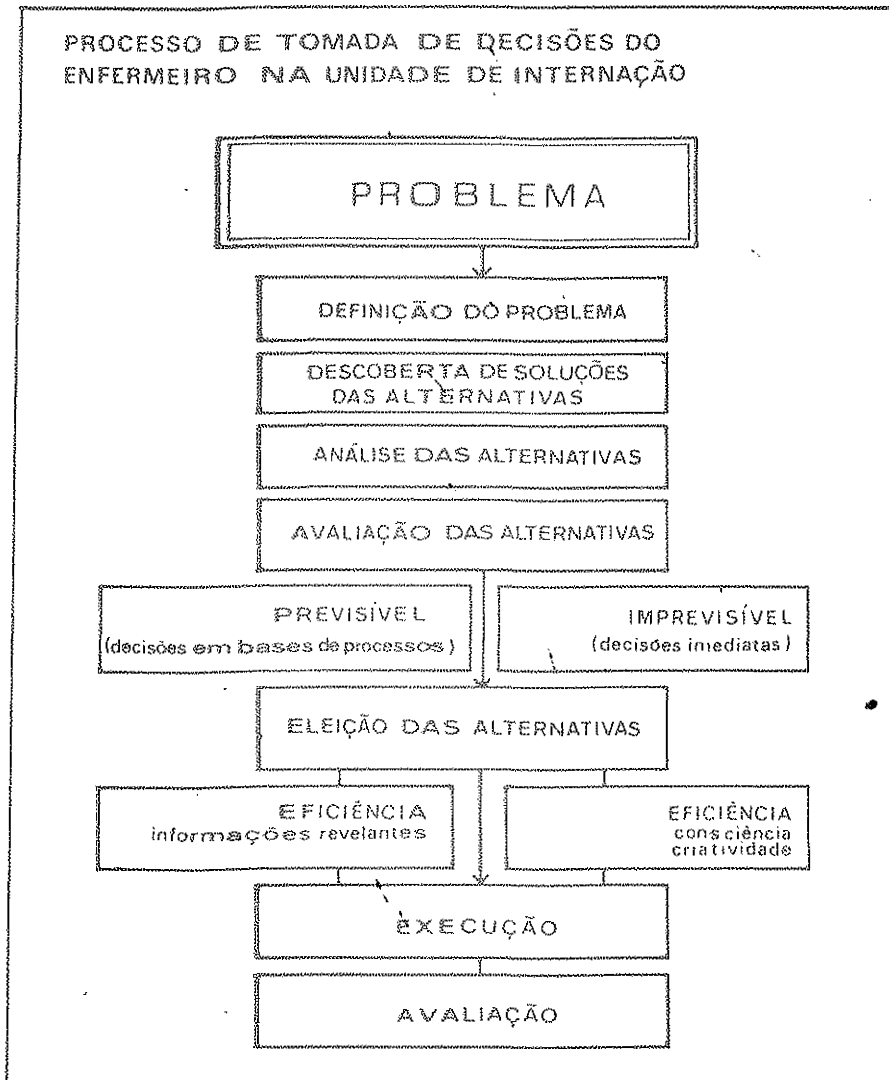 PROCESSO DE TOMADA DE DECISÕES DO
ENFERMEIRO NA UNIDADE DE INTERNAÇÃO
PROBLEMA
DEFINIÇÃO DO PROBLEMA
DESCOBERTA DE SOLUÇÕES
DAS ALTERNATIVAS
ANÁLISE DAS ALTERNATIVAS
AVALIAÇÃO DAS ALTERNATIVAS
PREVISÍVEL
(decisões em bases de processos)
IMPREVISÍVEL
(decisões imediatas)
ELEIÇÃO DAS ALTERNATIVAS
EFICIÊNCIA
informações revelantes
EFICIÊNCIA
consciência
criatividade
EXECUÇÃO
AVALIAÇÃO